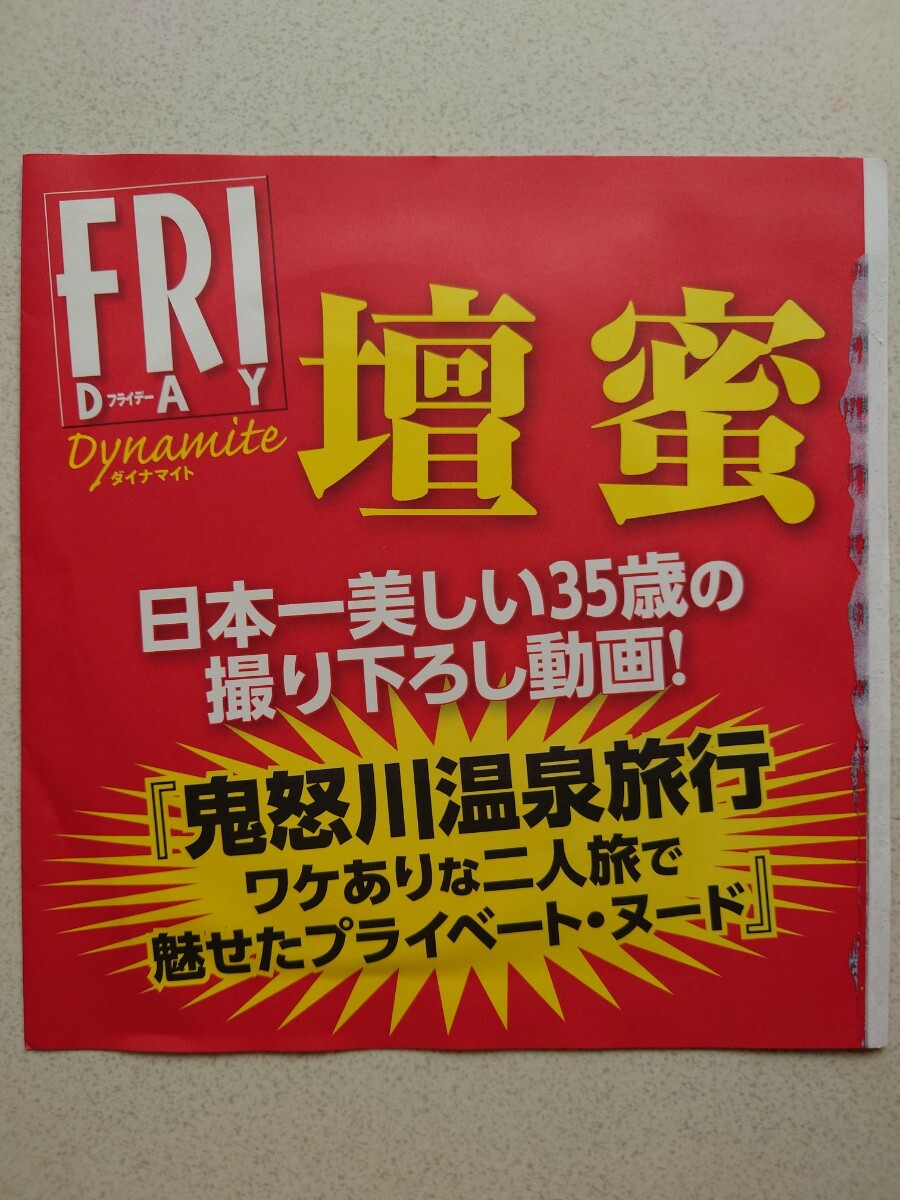 FRI
DAY
フライデー
Dynamite
ダイナマイト
壇蜜
日本一美しい35歳の
撮り下ろし動画!
『鬼怒川温泉旅行
ワケありな二人旅で
魅せたプライベート・ヌード』